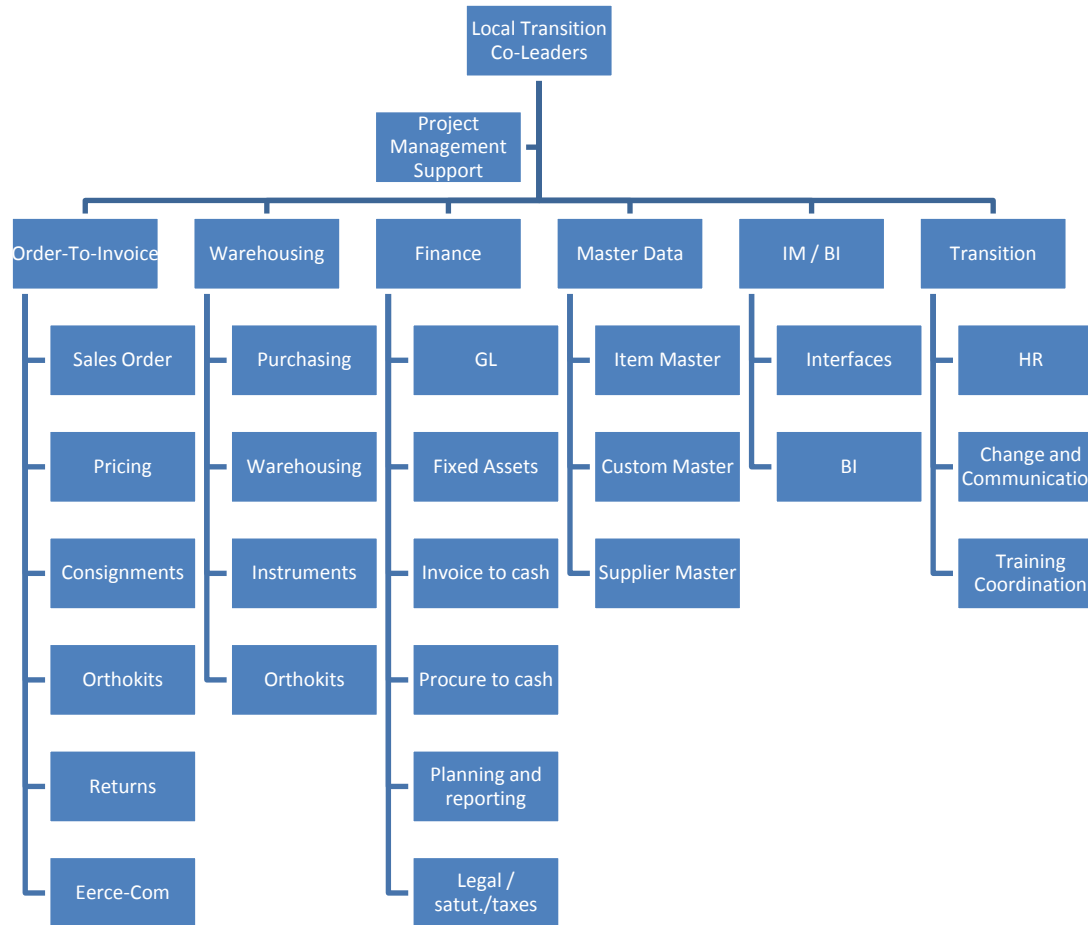 Local Transition
Co-Leaders
Project
Management
Support
Order-To-Invoice
Warehousing
Finance
Master Data
IM / BI
Transition
Sales Order
Purchasing
GL
Item Master
Interfaces
HR
Pricing
Warehousing
Fixed Assets
Custom Master
BI
Change and
Communication
Consignments
Instruments
Invoice to cash
Supplier Master
Training
Coordination
Orthokits
Orthokits
Procure to cash
Returns
Planning and
reporting
Eerce-Com
Legal /
satut./taxes